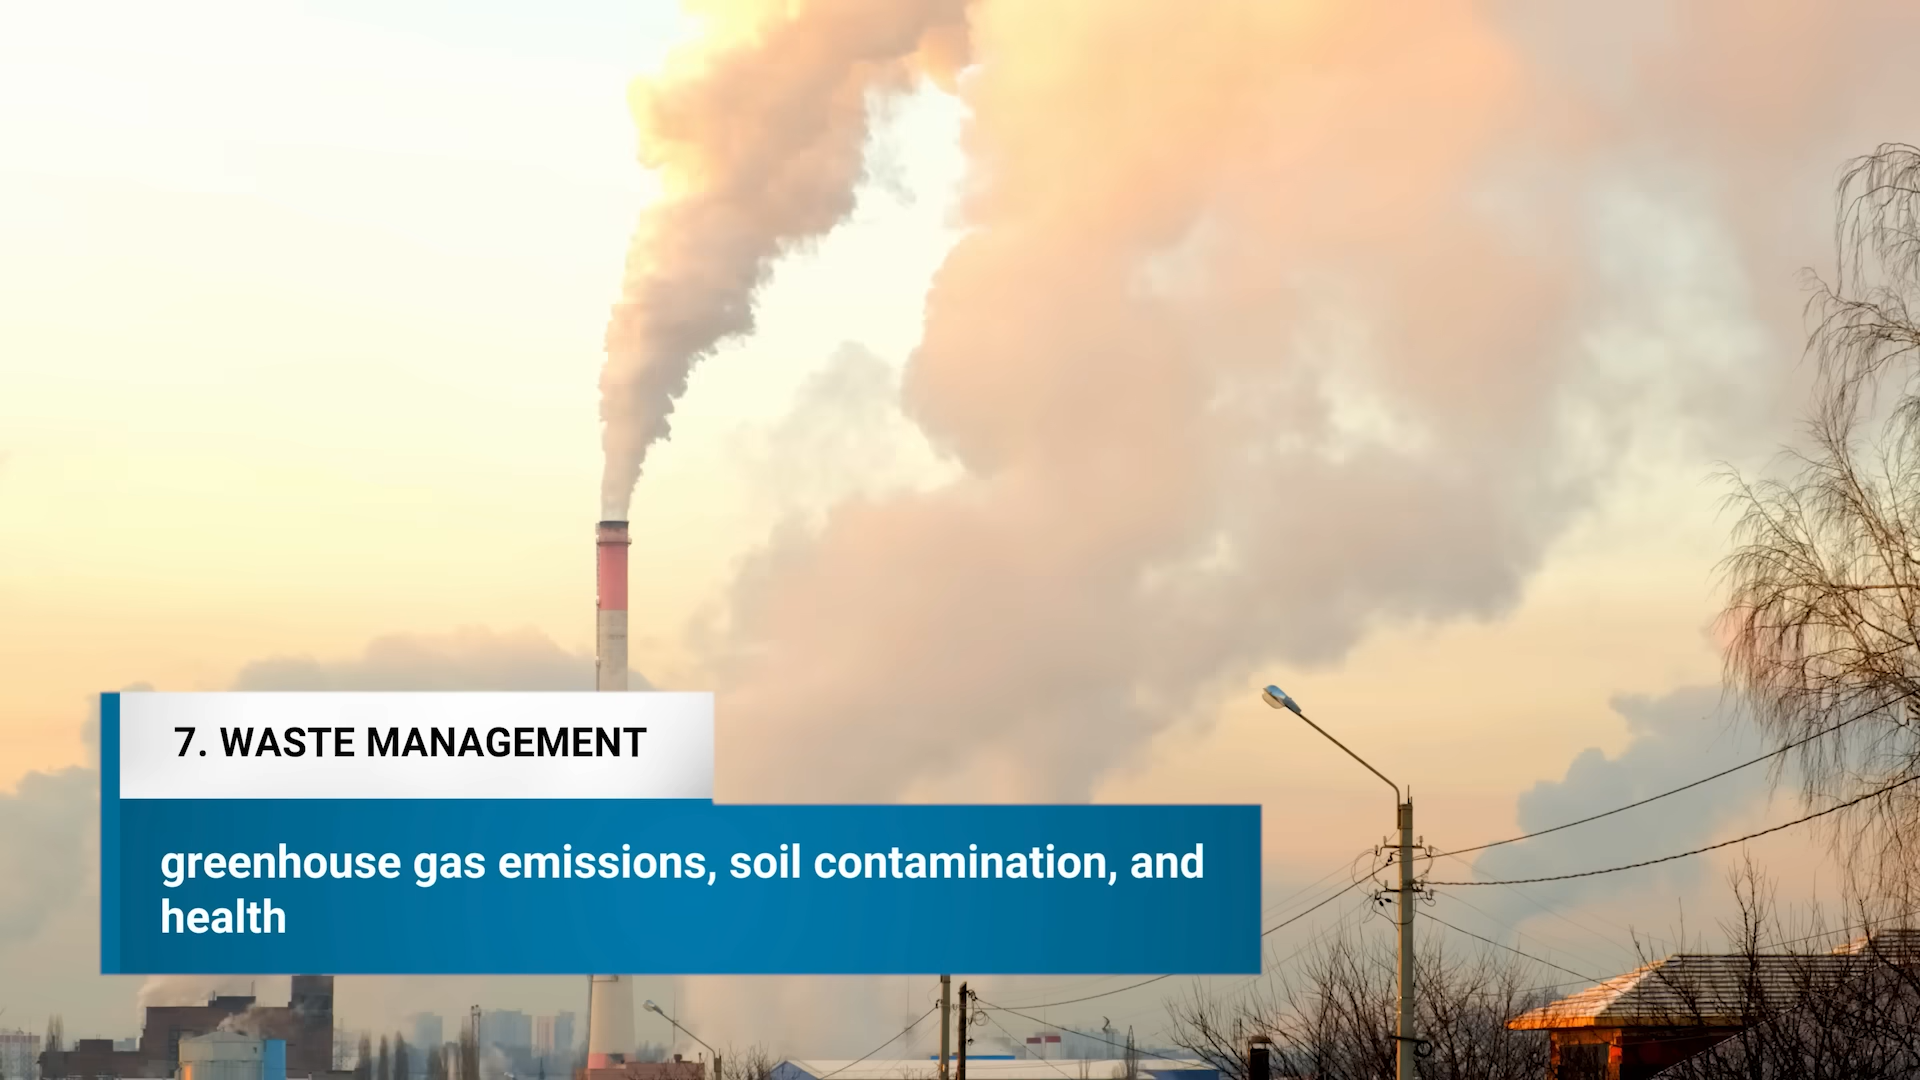 7. WASTE MANAGEMENT
greenhouse gas emissions, soil contamination, and
health